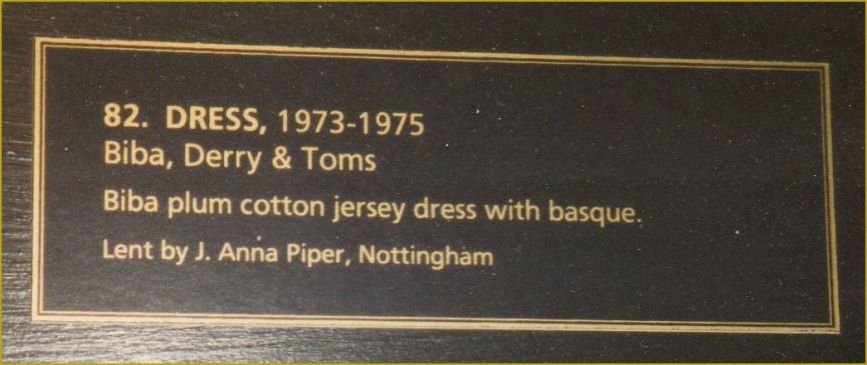 82. DRESS, 1973-1975
Biba, Derry & Toms
Biba plum cotton jersey dress with basque.
Lent by J. Anna Piper, Nottingham